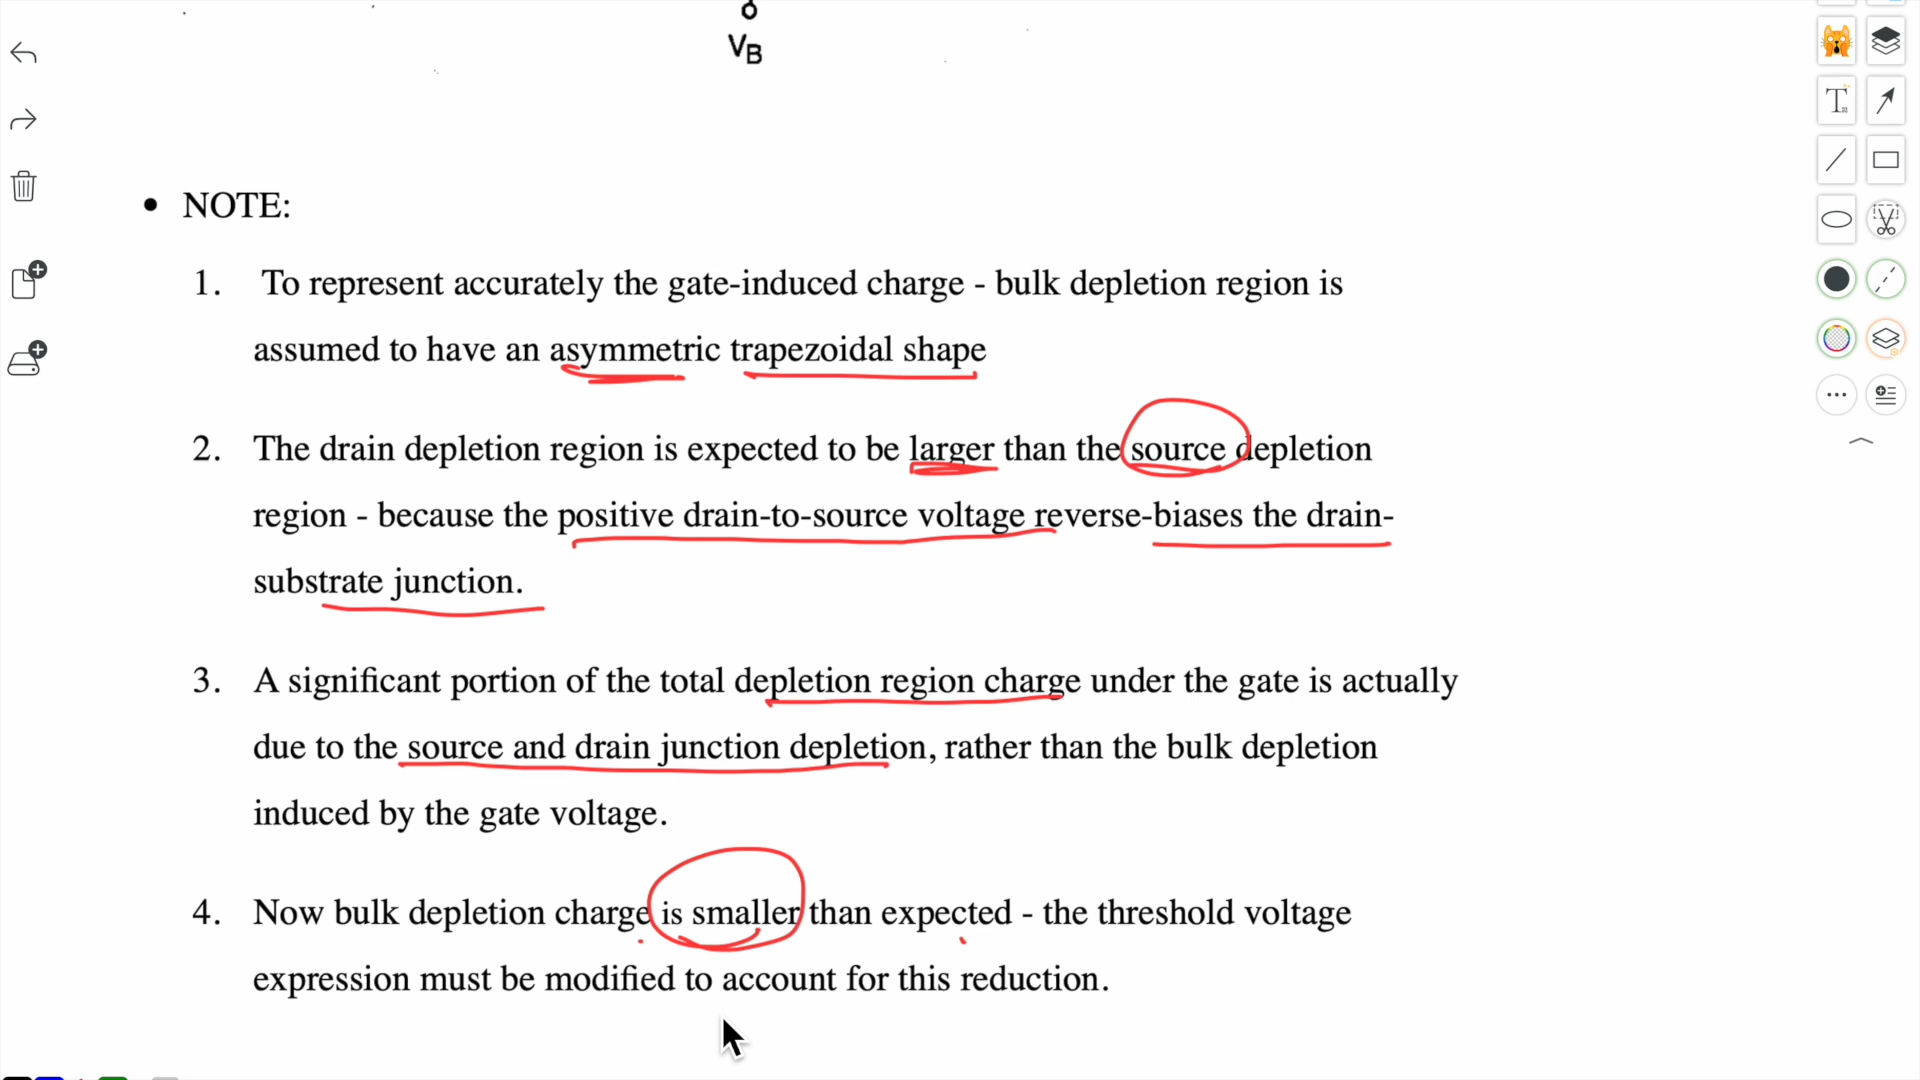 V_B
• NOTE:
1. To represent accurately the gate-induced charge - bulk depletion region is
assumed to have an asymmetric trapezoidal shape
2. The drain depletion region is expected to be larger than the source depletion
region - because the positive drain-to-source voltage reverse-biases the drain-
substrate junction.
3. A significant portion of the total depletion region charge under the gate is actually
due to the source and drain junction depletion, rather than the bulk depletion
induced by the gate voltage.
4. Now bulk depletion charge is smaller than expected - the threshold voltage
expression must be modified to account for this reduction.